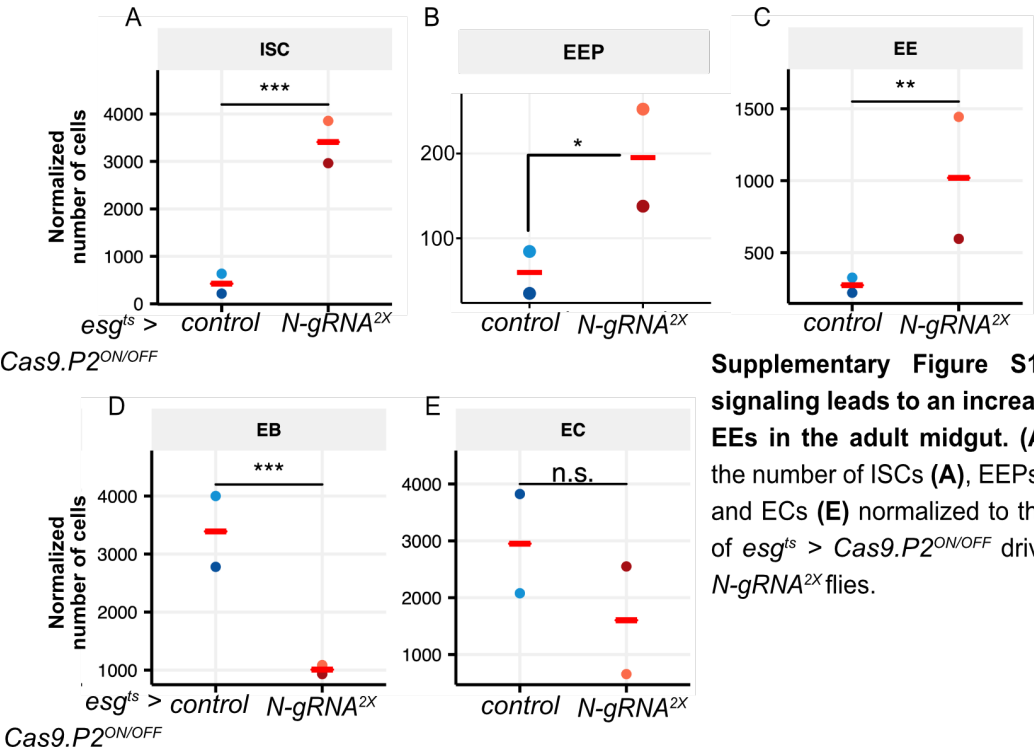 A
B
C
ISC
EEP
EE
***
*
**
Normalized
number of cells
4000
3000
2000
1000
0
200
100
1500
1000
500
esgts > control N-gRNA2X
control N-gRNA2X
control N-gRNA2X
Cas9.P2ON/OFF
Supplementary Figure S1
signaling leads to an increa
EEs in the adult midgut. (A
the number of ISCs (A), EEPs
and ECs (E) normalized to th
of esgts > Cas9.P2ON/OFF driv
N-gRNA2X flies.
D
E
EB
EC
***
n.s.
Normalized
number of cells
4000
3000
2000
1000
4000
3000
2000
1000
esgts > control N-gRNA2X
control N-gRNA2X
Cas9.P2ON/OFF